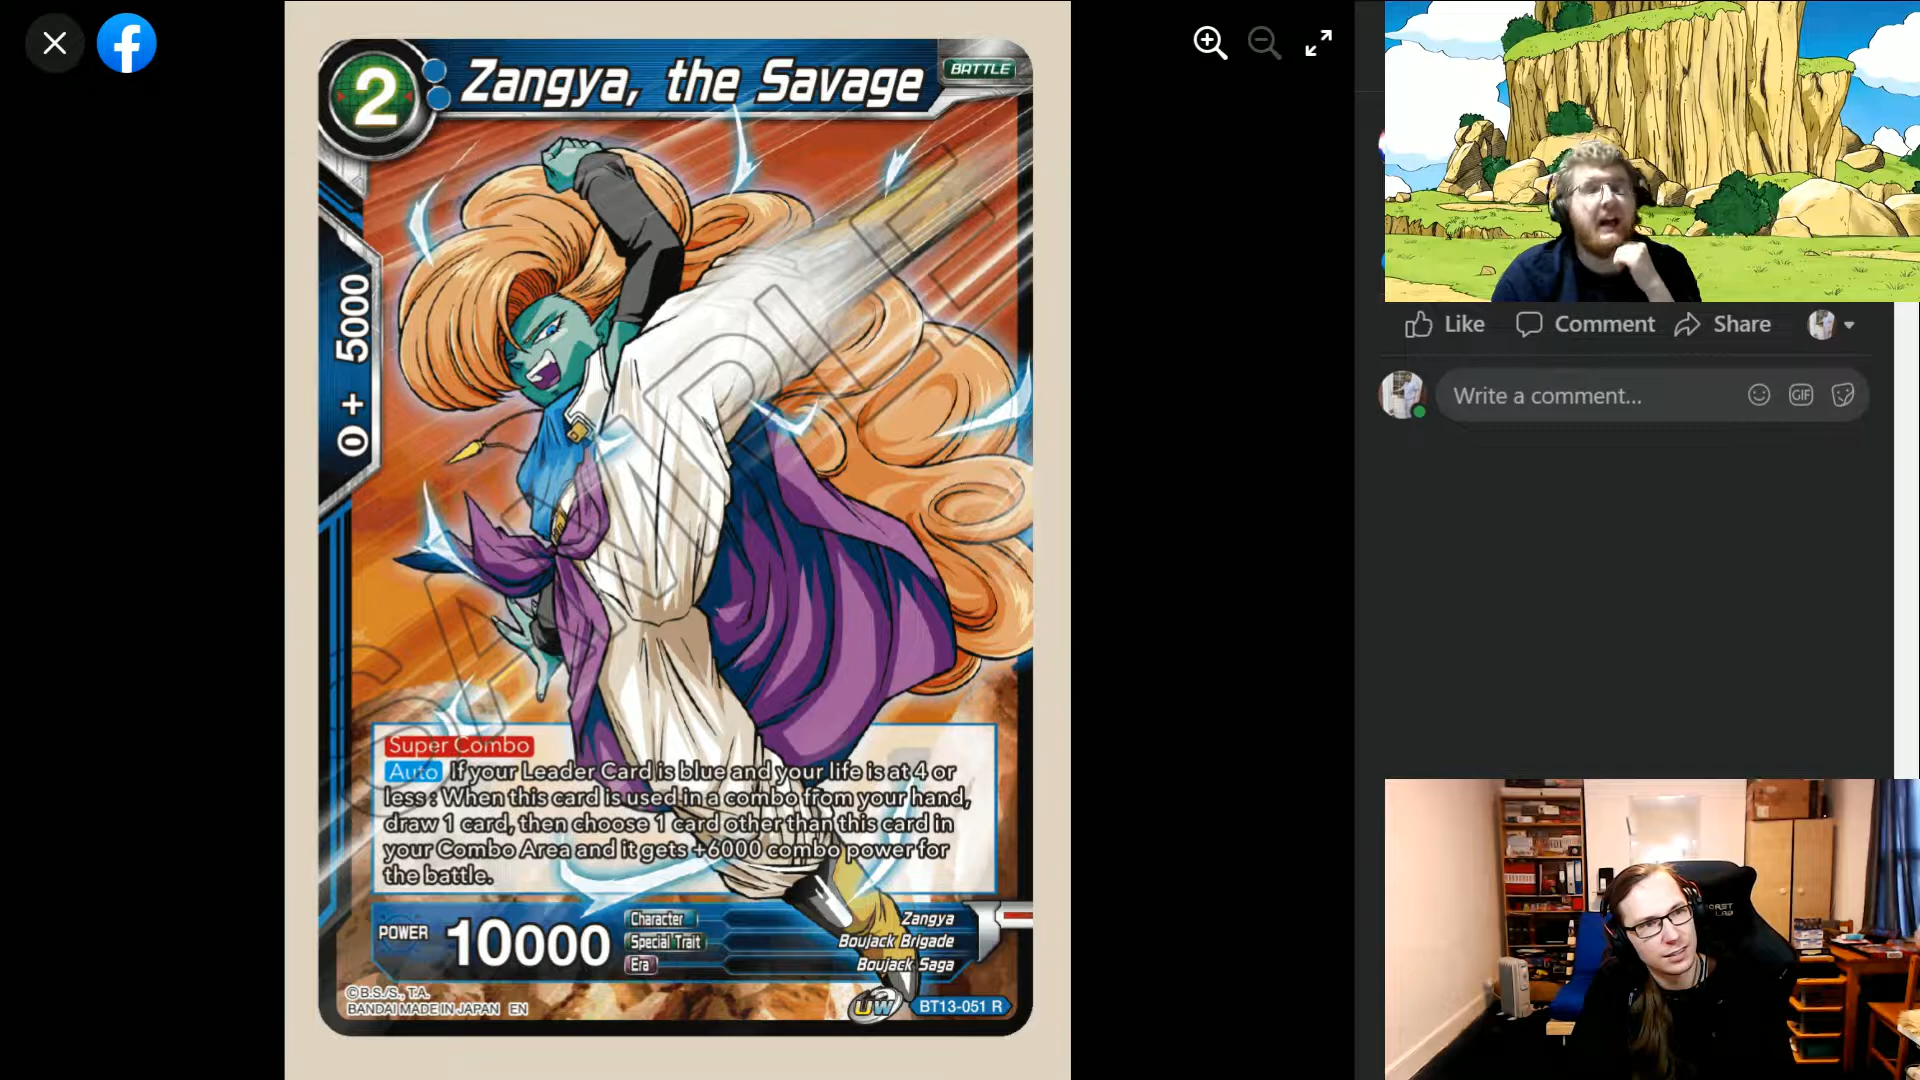 2
Zangya, the Savage
BATTLE
0 + 5000
SAMPLE
Super Combo
Auto If your Leader Card is blue and your life is at 4 or
less : When this card is used in a combo from your hand,
draw 1 card, then choose 1 card other than this card in
your Combo Area and it gets +6000 combo power for
the battle.
POWER 10000
Character Zangya
Special Trait Boujack Brigade
Era Boujack Saga
©B.S./S., T.A.
BANDAI MADE IN JAPAN EN
UW
BT13-051 R
Like Comment Share
Write a comment...
GIF